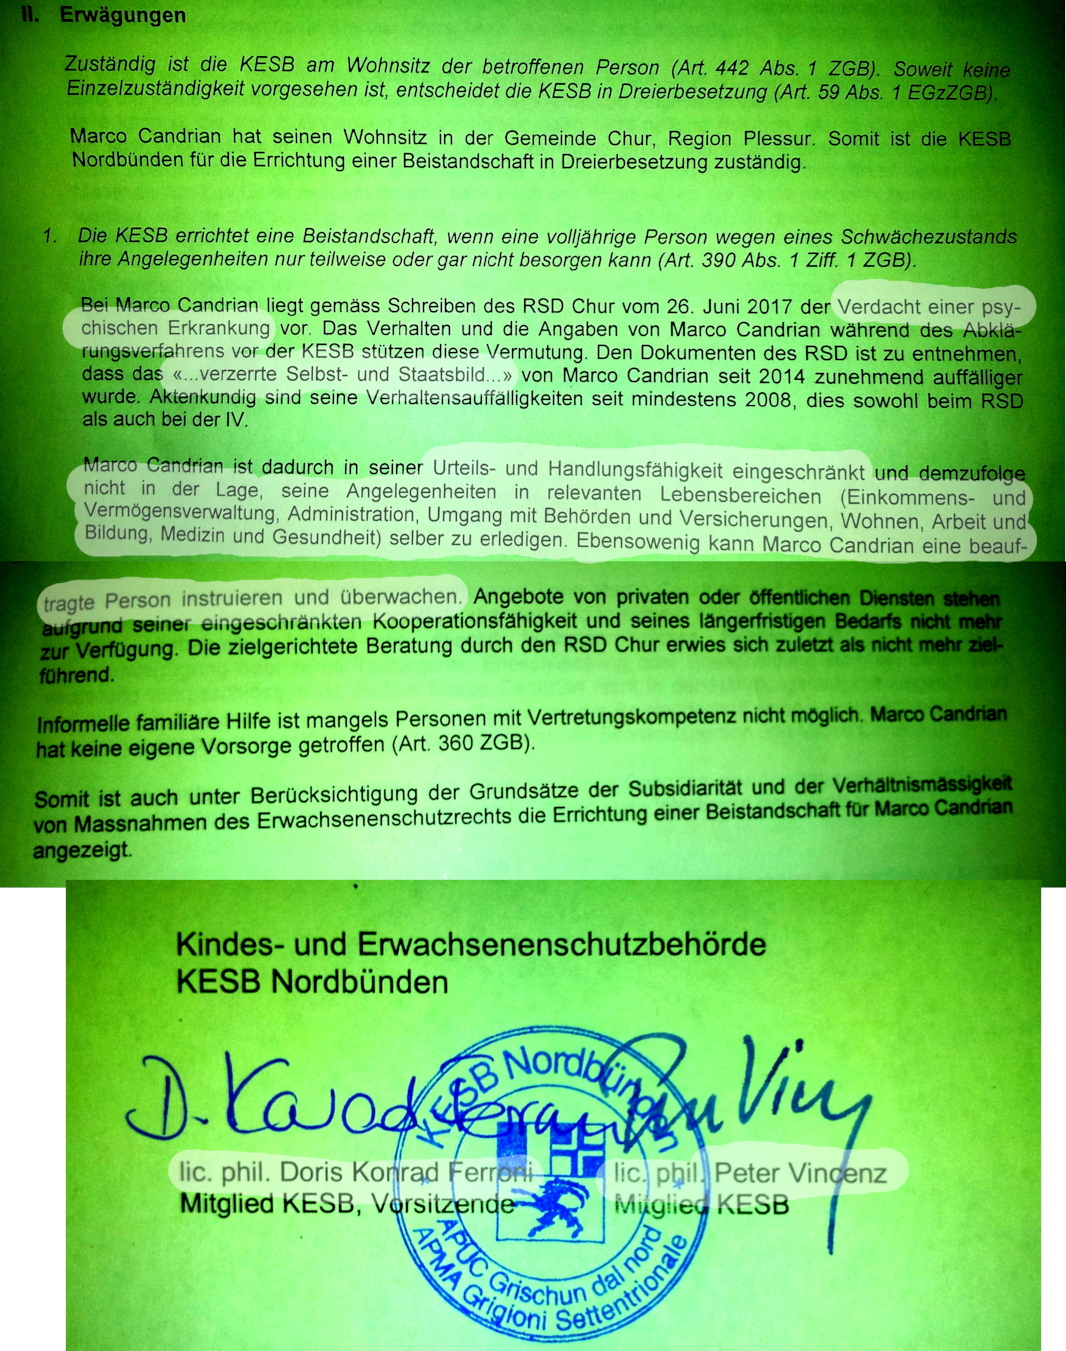 II. Erwägungen
Zuständig ist die KESB am Wohnsitz der betroffenen Person (Art. 442 Abs. 1 ZGB). Soweit keine
Einzelzuständigkeit vorgesehen ist, entscheidet die KESB in Dreierbesetzung (Art. 59 Abs. 1 EGzZGB).
Marco Candrian hat seinen Wohnsitz in der Gemeinde Chur, Region Plessur. Somit ist die KESB
Nordbünden für die Errichtung einer Beistandschaft in Dreierbesetzung zuständig.
1. Die KESB errichtet eine Beistandschaft, wenn eine volljährige Person wegen eines Schwächezustands
ihre Angelegenheiten nur teilweise oder gar nicht besorgen kann (Art. 390 Abs. 1 Ziff. 1 ZGB).
Bei Marco Candrian liegt gemäss Schreiben des RSD Chur vom 26. Juni 2017 der Verdacht einer psy-
chischen Erkrankung vor. Das Verhalten und die Angaben von Marco Candrian während des Abklä-
rungsverfahrens vor der KESB stützen diese Vermutung. Den Dokumenten des RSD ist zu entnehmen,
dass das «...verzerrte Selbst- und Staatsbild...» von Marco Candrian seit 2014 zunehmend auffälliger
wurde. Aktenkundig sind seine Verhaltensauffälligkeiten seit mindestens 2008, dies sowohl beim RSD
als auch bei der IV.
Marco Candrian ist dadurch in seiner Urteils- und Handlungsfähigkeit eingeschränkt und demzufolge
nicht in der Lage, seine Angelegenheiten in relevanten Lebensbereichen (Einkommens- und
Vermögensverwaltung, Administration, Umgang mit Behörden und Versicherungen, Wohnen, Arbeit und
Bildung, Medizin und Gesundheit) selber zu erledigen. Ebensowenig kann Marco Candrian eine beauf-
tragte Person instruieren und überwachen. Angebote von privaten oder öffentlichen Diensten stehen
aufgrund seiner eingeschränkten Kooperationsfähigkeit und seines längerfristigen Bedarfs nicht mehr
zur Verfügung. Die zielgerichtete Beratung durch den RSD Chur erwies sich zuletzt als nicht mehr ziel-
führend.
Informelle familiäre Hilfe ist mangels Personen mit Vertretungskompetenz nicht möglich. Marco Candrian
hat keine eigene Vorsorge getroffen (Art. 360 ZGB).
Somit ist auch unter Berücksichtigung der Grundsätze der Subsidiarität und der Verhältnismässigkeit
von Massnahmen des Erwachsenenschutzrechts die Errichtung einer Beistandschaft für Marco Candrian
angezeigt.
Kindes- und Erwachsenenschutzbehörde
KESB Nordbünden
KESB Nordbünden
lic. phil. Doris Konrad Ferroni lic. phil. Peter Vincenz
Mitglied KESB, Vorsitzende Mitglied KESB
APUC Grischun dal nord
APMA Grigioni Settentrionale